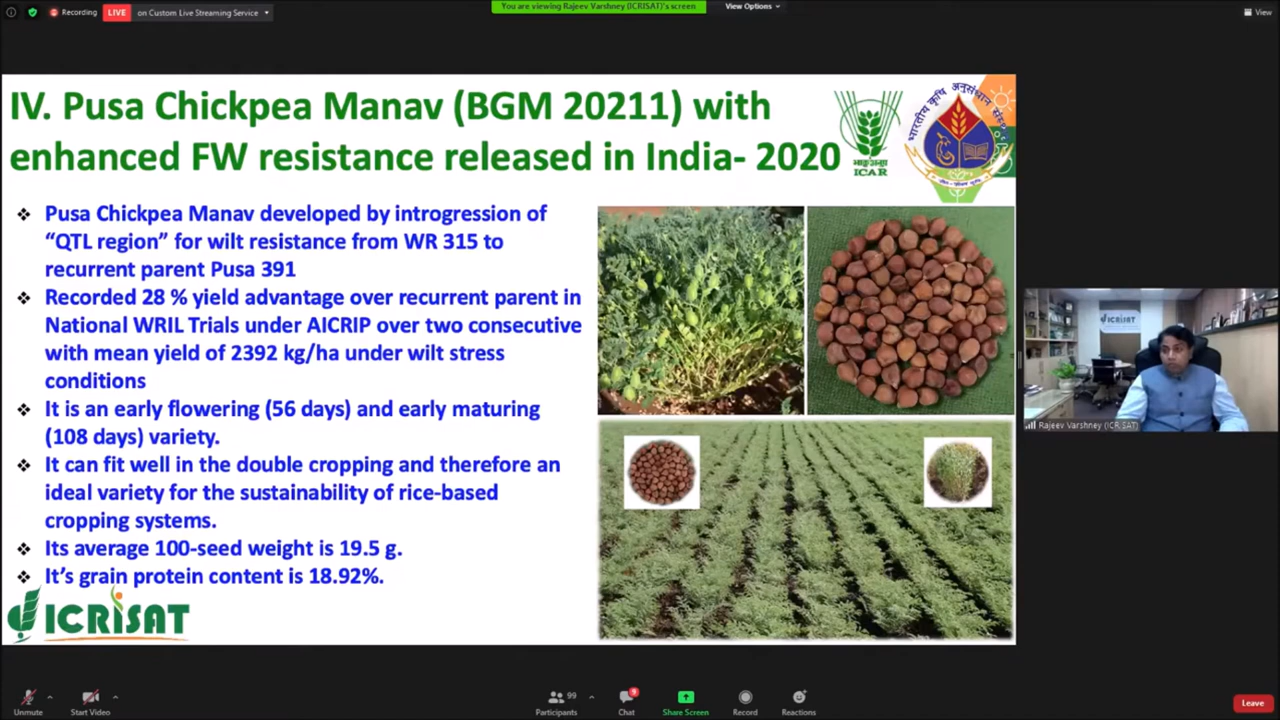 Recording
LIVE
on Custom Live Streaming Service
You are viewing Rajeev Varshney (ICRISAT)'s screen
View Options
View
IV. Pusa Chickpea Manav (BGM 20211) with
enhanced FW resistance released in India- 2020
भाकृअनुप
ICAR
भारतीय कृषि अनुसंधान संस्थान
❖ Pusa Chickpea Manav developed by introgression of
“QTL region” for wilt resistance from WR 315 to
recurrent parent Pusa 391
❖ Recorded 28 % yield advantage over recurrent parent in
National WRIL Trials under AICRIP over two consecutive
with mean yield of 2392 kg/ha under wilt stress
conditions
❖ It is an early flowering (56 days) and early maturing
(108 days) variety.
❖ It can fit well in the double cropping and therefore an
ideal variety for the sustainability of rice-based
cropping systems.
❖ Its average 100-seed weight is 19.5 g.
❖ It’s grain protein content is 18.92%.
ICRISAT
ICRISAT
Rajeev Varshney (ICRISAT)
Unmute
Start Video
99
Participants
9
Chat
Share Screen
Record
Reactions
Leave